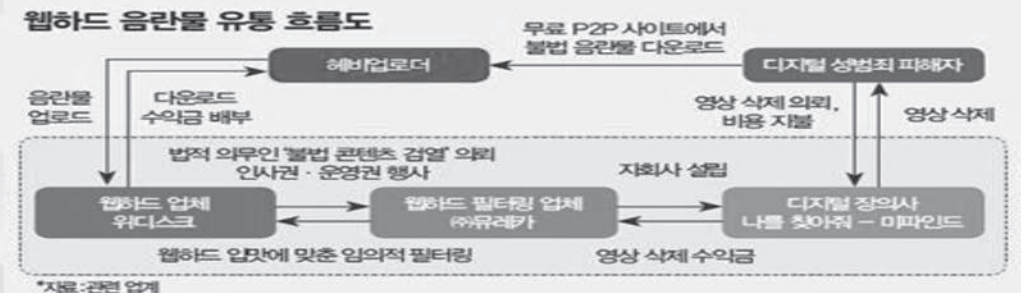 웹하드 음란물 유통 흐름도
무료 P2P 사이트에서
불법 음란물 다운로드
헤비업로더
디지털 성범죄 피해자
음란물
업로드
다운로드
수익금 배부
영상 삭제 의뢰,
비용 지불
영상 삭제
법적 의무인 '불법 콘텐츠 검열' 의뢰
인사권 · 운영권 행사
자회사 설립
웹하드 업체
위디스크
웹하드 필터링 업체
㈜뮤레카
디지털 장의사
나를 찾아줘 – 미파인드
웹하드 입맛에 맞춘 임의적 필터링
영상 삭제 수익금
*자료:관련 업계